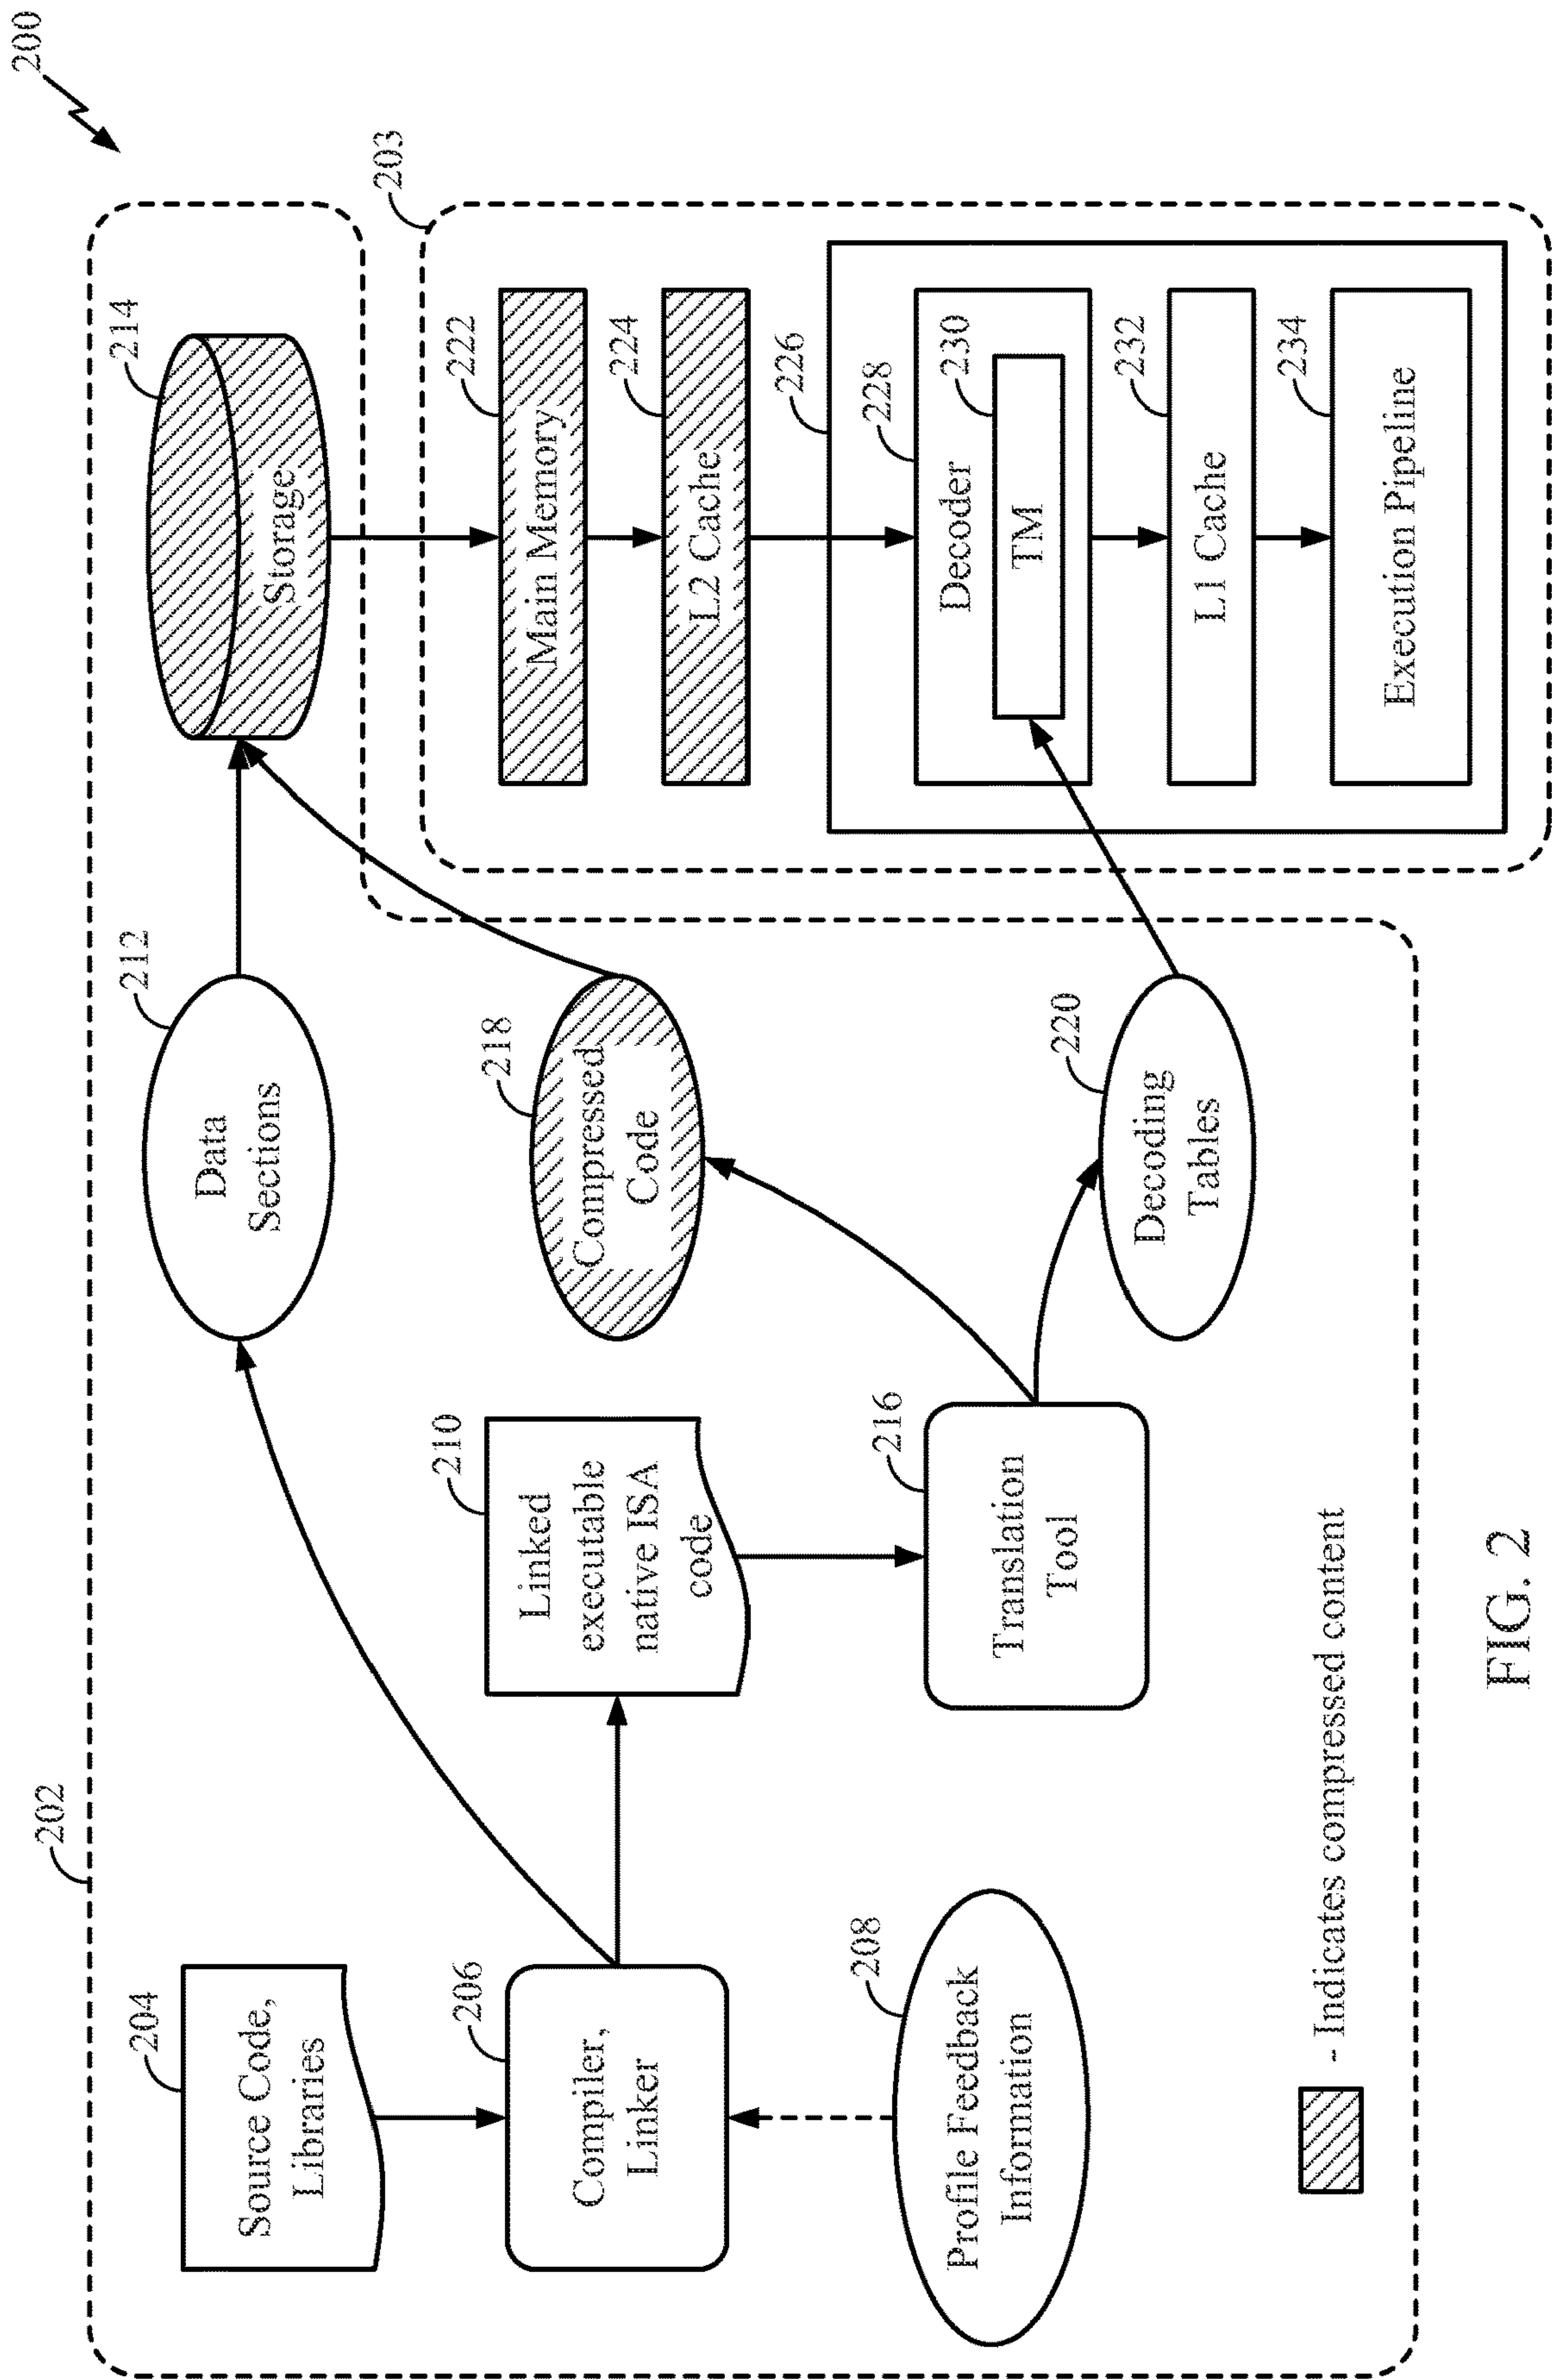 200
202
204
Source Code,
Libraries
206
Compiler,
Linker
208
Profile Feedback
Information
210
Linked
executable
native ISA
code
216
Translation
Tool
212
Data
Sections
218
Compressed
Code
220
Decoding
Tables
214
Storage
203
222
Main Memory
224
L2 Cache
226
228
Decoder
230
TM
232
L1 Cache
234
Execution Pipeline
- Indicates compressed content
FIG. 2